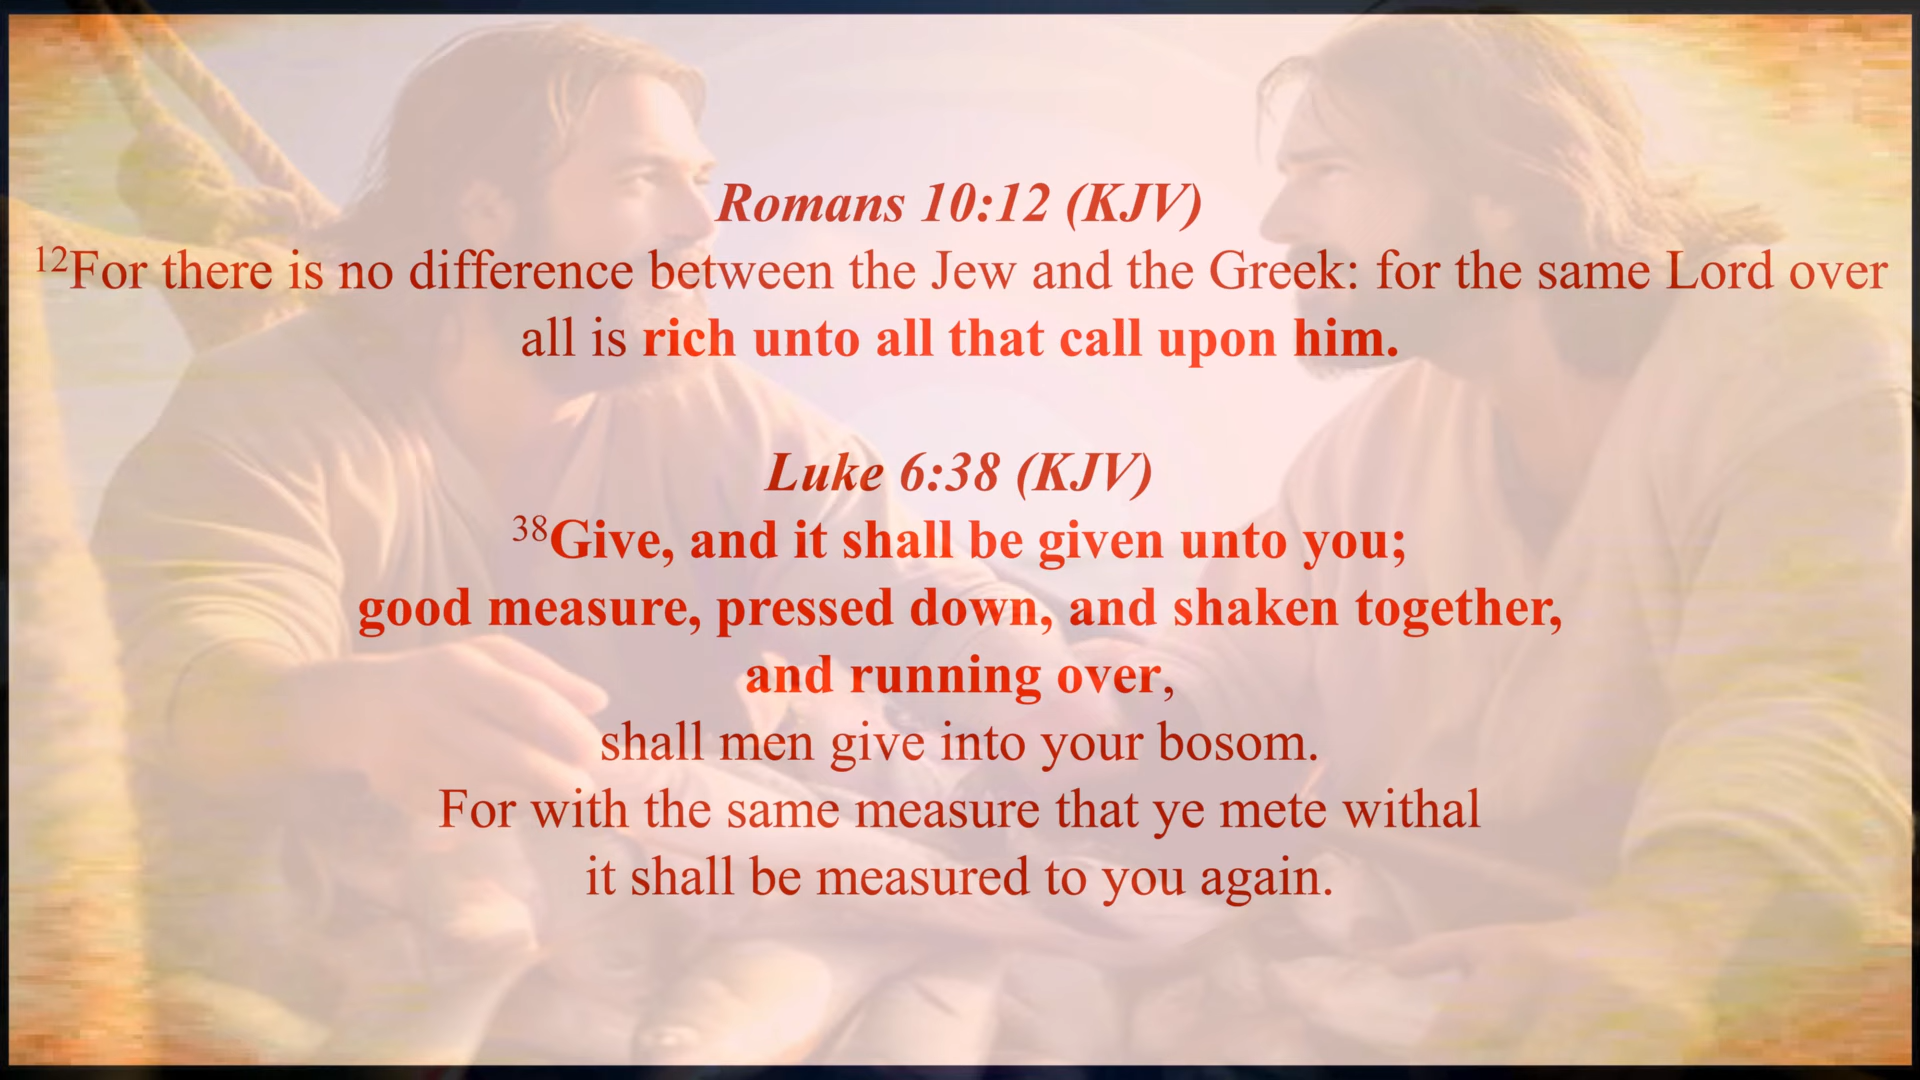 Romans 10:12 (KJV)
12For there is no difference between the Jew and the Greek: for the same Lord over
all is rich unto all that call upon him.
Luke 6:38 (KJV)
38Give, and it shall be given unto you;
good measure, pressed down, and shaken together,
and running over,
shall men give into your bosom.
For with the same measure that ye mete withal
it shall be measured to you again.